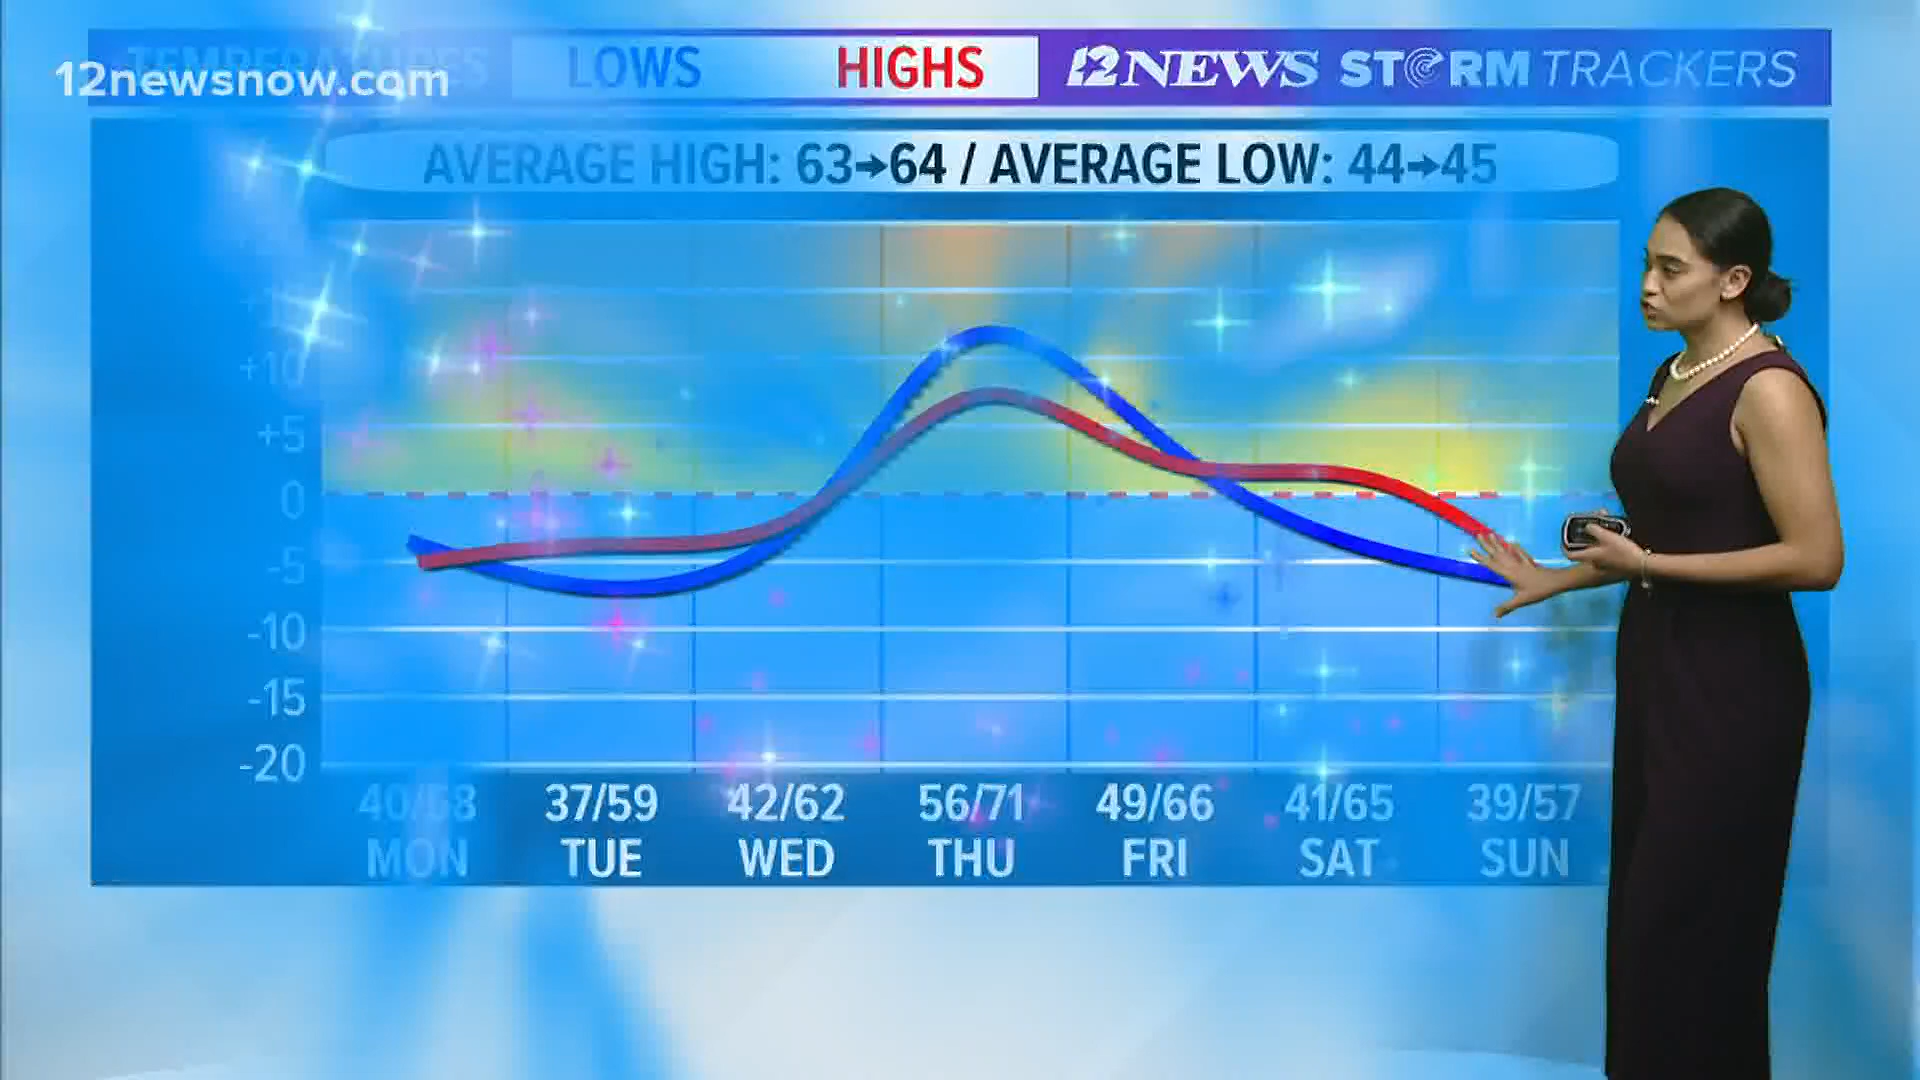 TEMPERATURES LOWS HIGHS 12NEWS STORM TRACKERS
12newsnow.com
AVERAGE HIGH: 63→64 / AVERAGE LOW: 44→45
+10
+5
0
-5
-10
-15
-20
40/58 37/59 42/62 56/71 49/66 41/65 39/57
MON TUE WED THU FRI SAT SUN